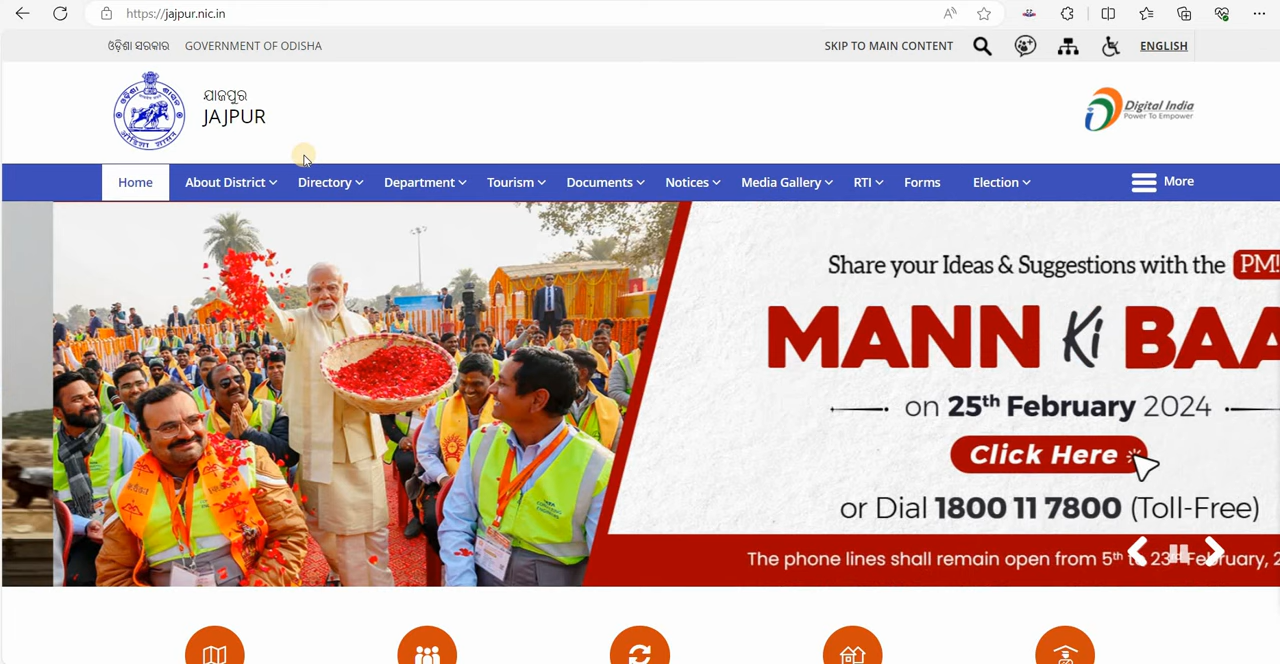 https://jajpur.nic.in
ଓଡ଼ିଶା ସରକାର GOVERNMENT OF ODISHA SKIP TO MAIN CONTENT ENGLISH
ଯାଜପୁର
JAJPUR
Digital India
Power To Empower
Home About District Directory Department Tourism Documents Notices Media Gallery RTI Forms Election More
Share your Ideas & Suggestions with the PM!
MANN Ki BAA
on 25th February 2024
Click Here
or Dial 1800 11 7800 (Toll-Free)
The phone lines shall remain open from 5th to 23rd February, 2